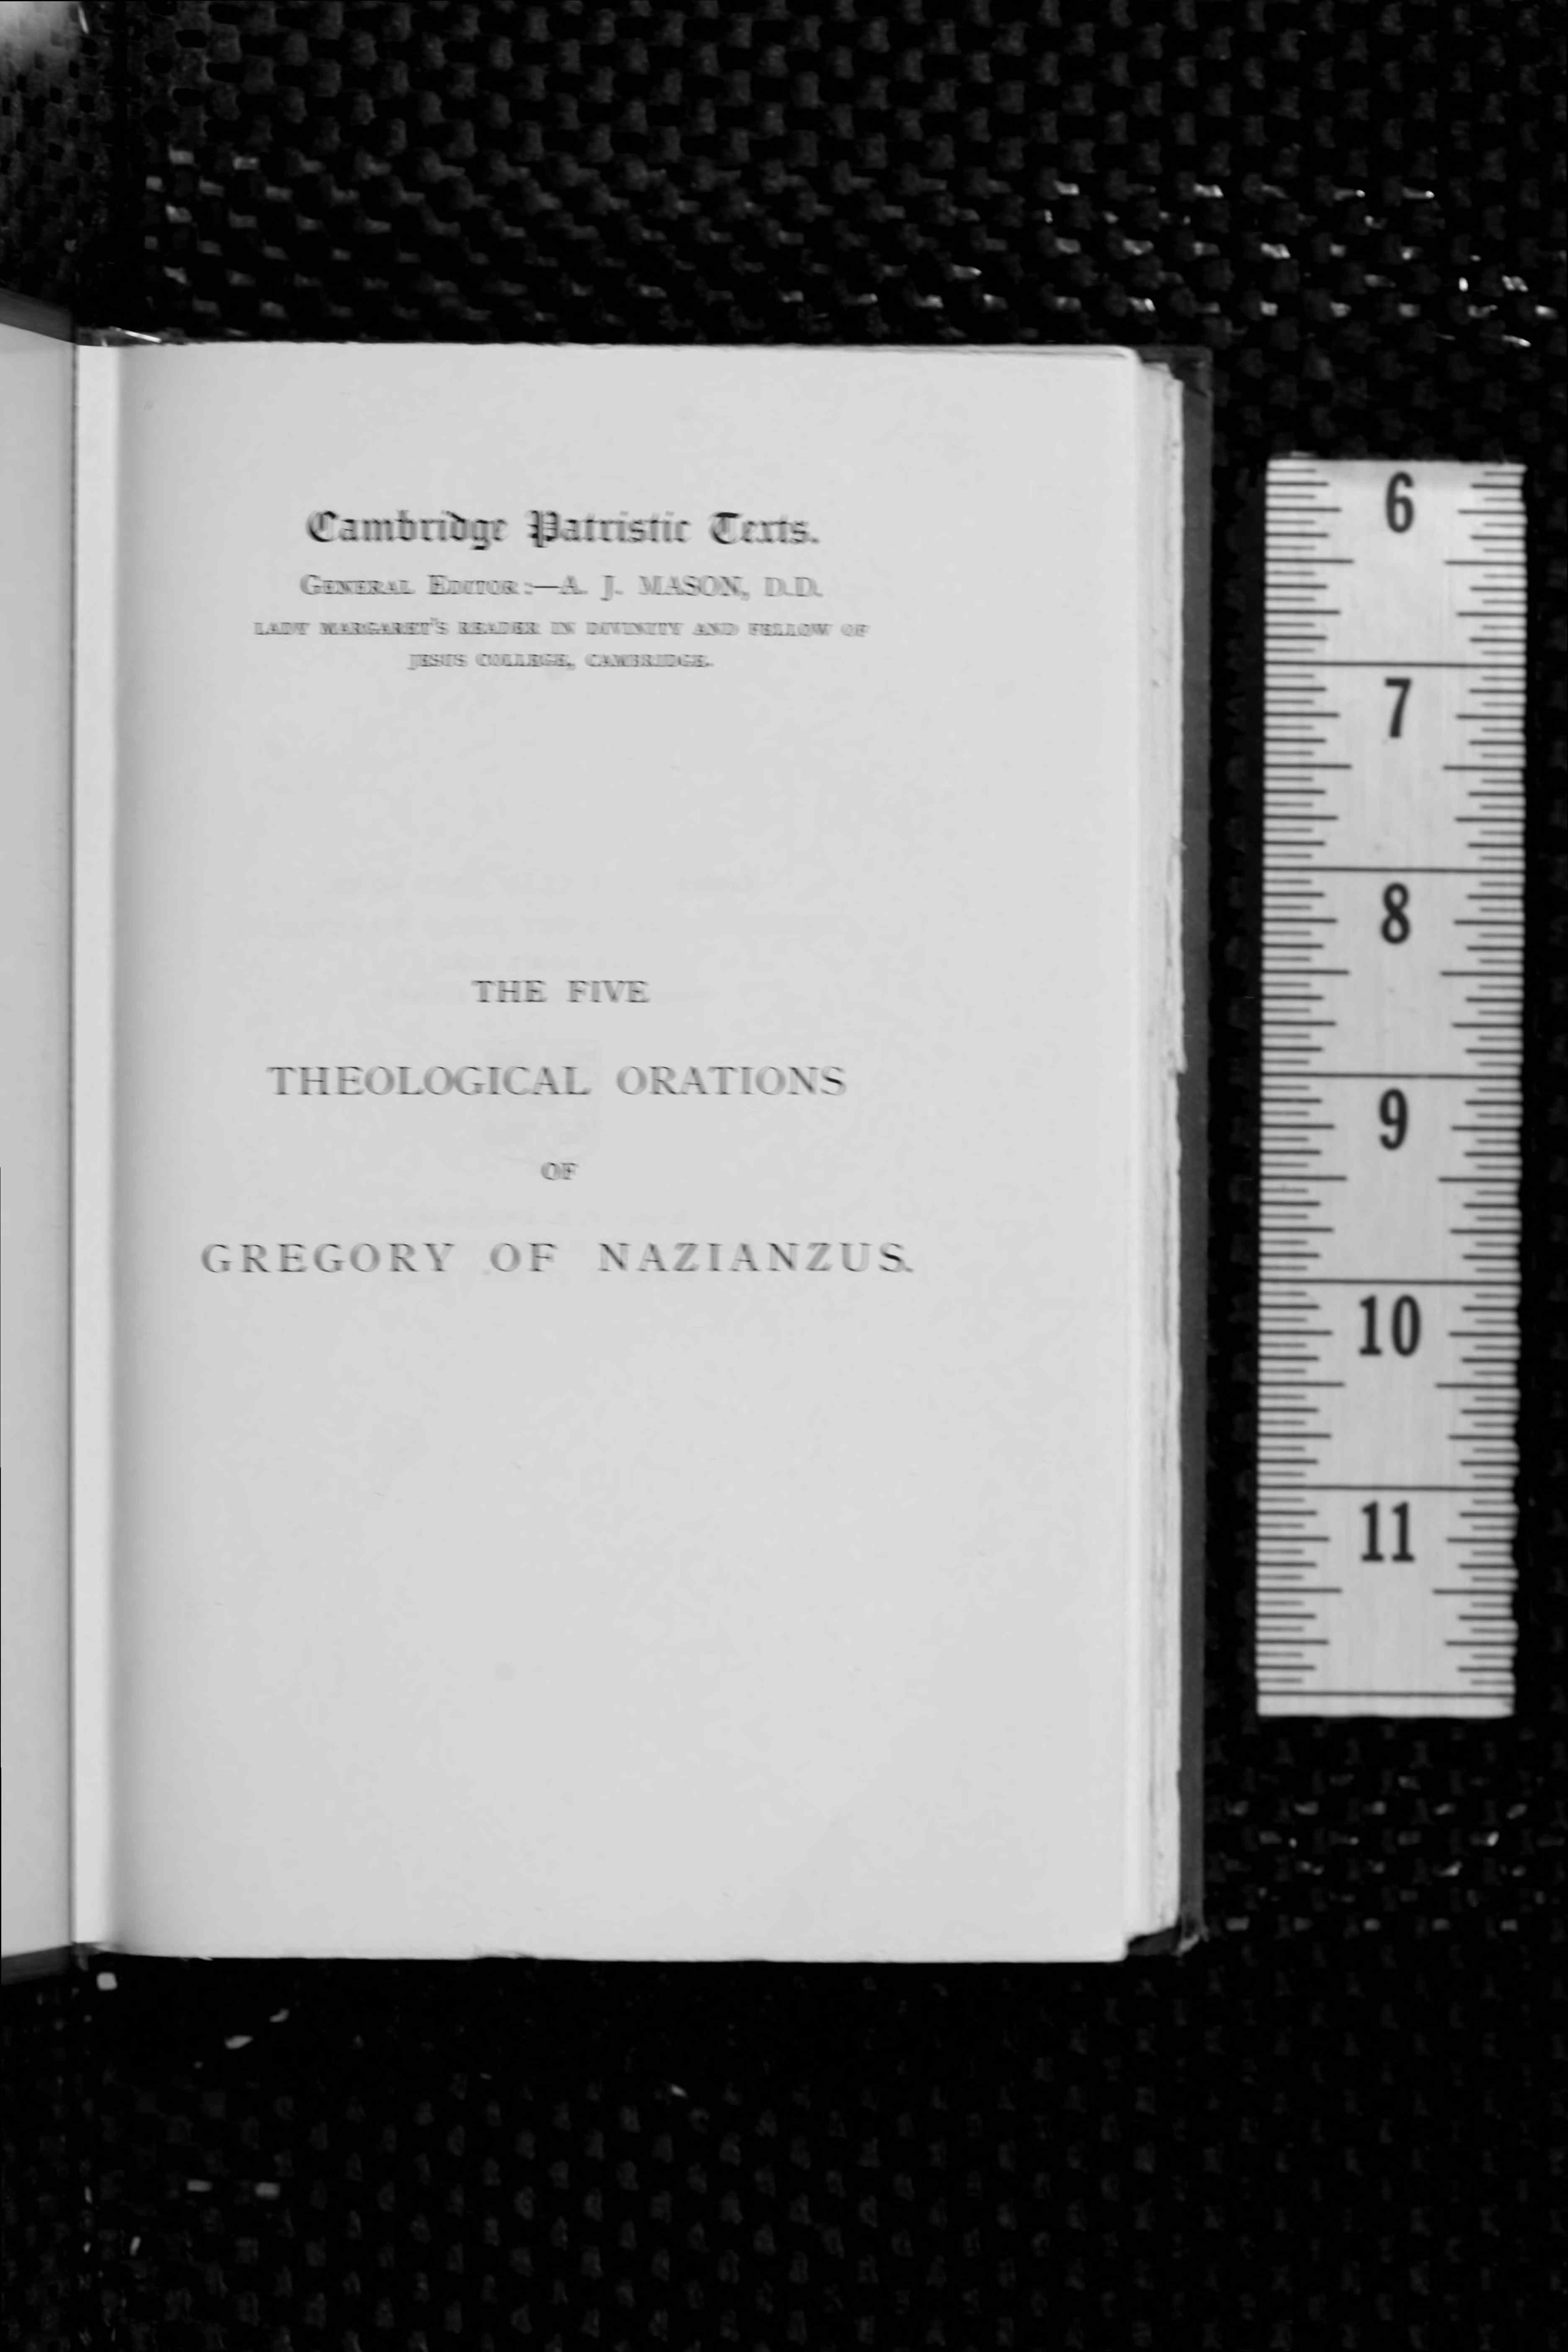 Cambridge Patristic Texts.
GENERAL EDITOR:—A. J. MASON, D.D.
LADY MARGARET'S READER IN DIVINITY AND FELLOW OF
JESUS COLLEGE, CAMBRIDGE.
THE FIVE
THEOLOGICAL ORATIONS
OF
GREGORY OF NAZIANZUS.
6
7
8
9
10
11